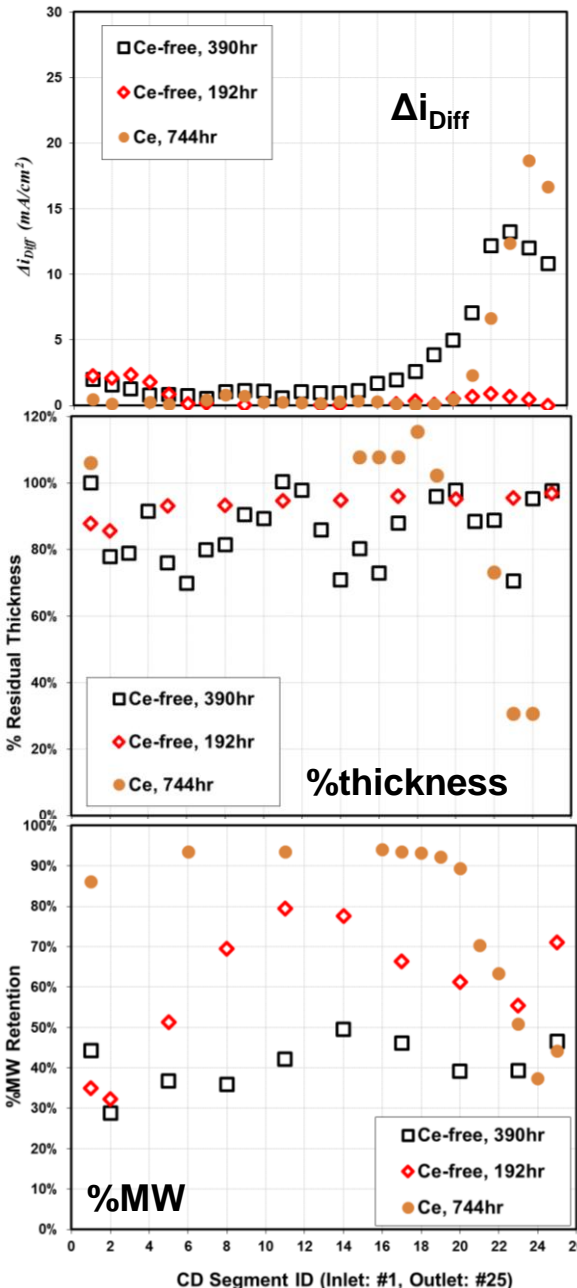 30
25
20
15
10
5
0
Δi_Diff (mA/cm²)
Ce-free, 390hr
Ce-free, 192hr
Ce, 744hr
Δi_Diff
120%
100%
80%
60%
40%
20%
0%
% Residual Thickness
Ce-free, 390hr
Ce-free, 192hr
Ce, 744hr
%thickness
100%
90%
80%
70%
60%
50%
40%
30%
20%
10%
0%
%MW Retention
%MW
Ce-free, 390hr
Ce-free, 192hr
Ce, 744hr
0 2 4 6 8 10 12 14 16 18 20 22 24 26
CD Segment ID (Inlet: #1, Outlet: #25)